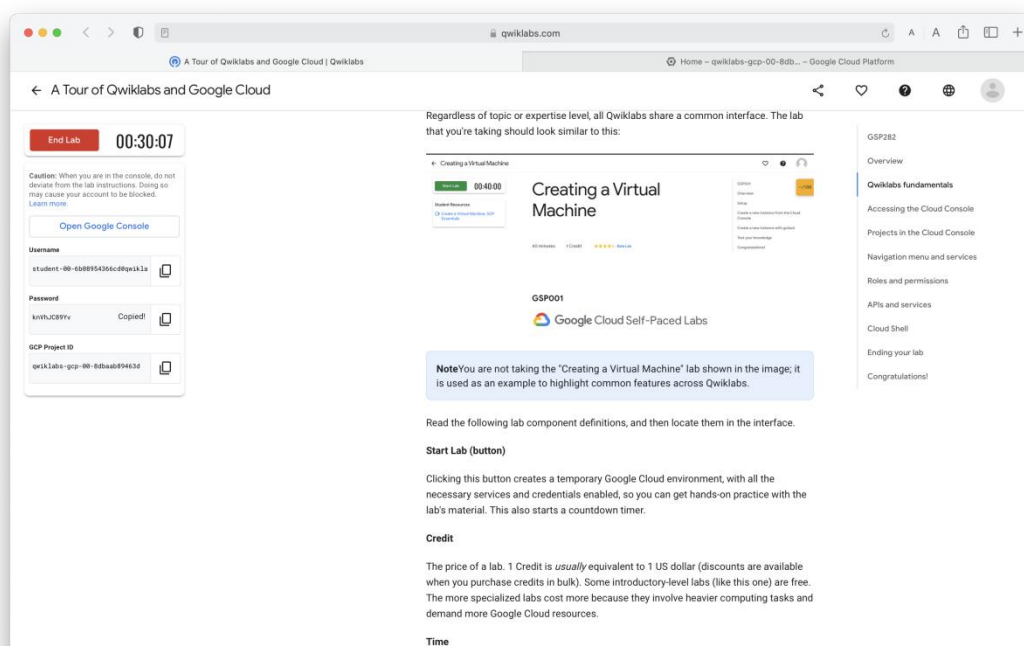 qwiklabs.com
A A
A Tour of Qwiklabs and Google Cloud | Qwiklabs
Home – qwiklabs-gcp-00-8db... – Google Cloud Platform
← A Tour of Qwiklabs and Google Cloud
End Lab 00:30:07
Caution: When you are in the console, do not
deviate from the lab instructions. Doing so
may cause your account to be blocked.
Learn more.
Open Google Console
Username
student-00-6b08954366cd@qwikla
Password
Copied!
GCP Project ID
qwiklabs-gcp-00-8dbaab89463d
Regardless of topic or expertise level, all Qwiklabs share a common interface. The lab
that you're taking should look similar to this:
← Creating a Virtual Machine
Start Lab 00:40:00
Student Resources
Creating a Virtual
Machine
GSP001
Google Cloud Self-Paced Labs
NoteYou are not taking the "Creating a Virtual Machine" lab shown in the image; it
is used as an example to highlight common features across Qwiklabs.
Read the following lab component definitions, and then locate them in the interface.
Start Lab (button)
Clicking this button creates a temporary Google Cloud environment, with all the
necessary services and credentials enabled, so you can get hands-on practice with the
lab's material. This also starts a countdown timer.
Credit
The price of a lab. 1 Credit is usually equivalent to 1 US dollar (discounts are available
when you purchase credits in bulk). Some introductory-level labs (like this one) are free.
The more specialized labs cost more because they involve heavier computing tasks and
demand more Google Cloud resources.
Time
GSP282
Overview
Qwiklabs fundamentals
Accessing the Cloud Console
Projects in the Cloud Console
Navigation menu and services
Roles and permissions
APIs and services
Cloud Shell
Ending your lab
Congratulations!